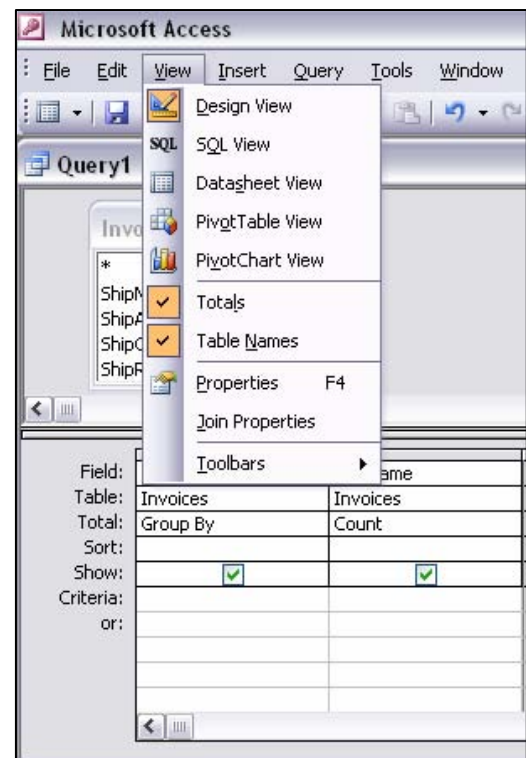 Microsoft Access
File Edit View Insert Query Tools Window
Design View
SQL SQL View
Query1
Datasheet View
PivotTable View
PivotChart View
*
Totals
Table Names
Properties F4
Join Properties
Toolbars
Field:
Table: Invoices Invoices
Total: Group By Count
Sort:
Show:
Criteria:
or: